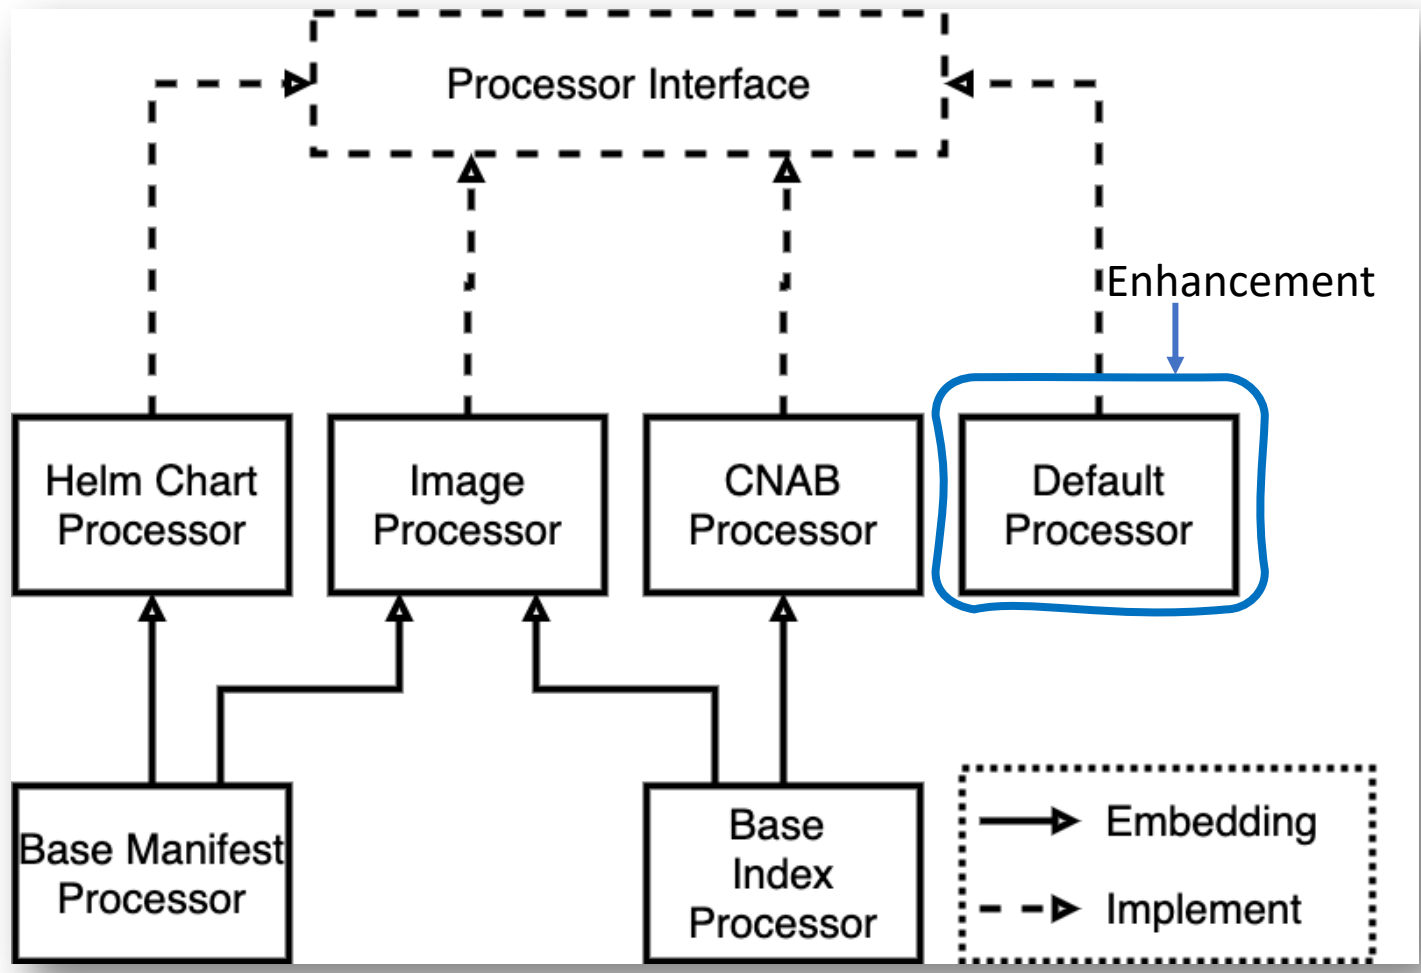 Processor Interface
Enhancement
Helm Chart
Processor
Image
Processor
CNAB
Processor
Default
Processor
Base Manifest
Processor
Base
Index
Processor
Embedding
Implement